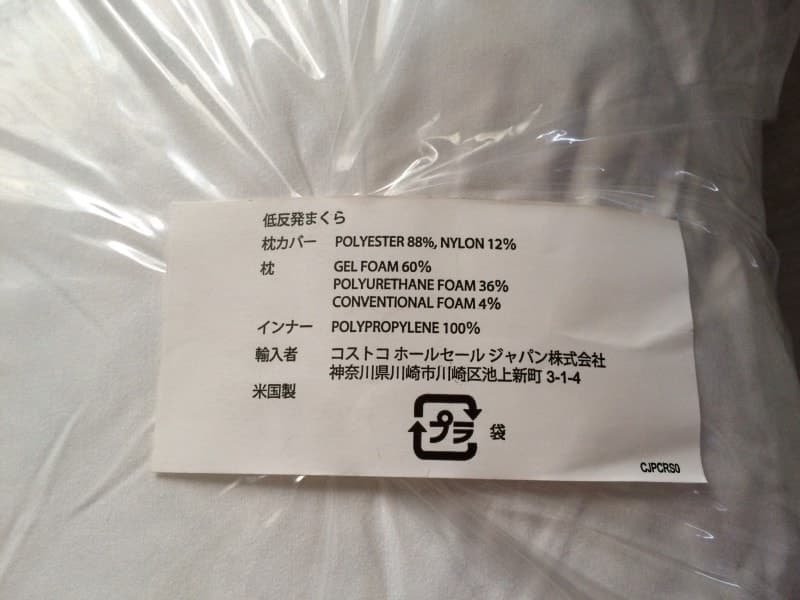 低反発まくら
枕カバー POLYESTER 88%, NYLON 12%
枕 GEL FOAM 60%
POLYURETHANE FOAM 36%
CONVENTIONAL FOAM 4%
インナー POLYPROPYLENE 100%
輸入者 コストコ ホールセール ジャパン株式会社
神奈川県川崎市川崎区池上新町 3-1-4
米国製
プラ 袋
CJPCRS0